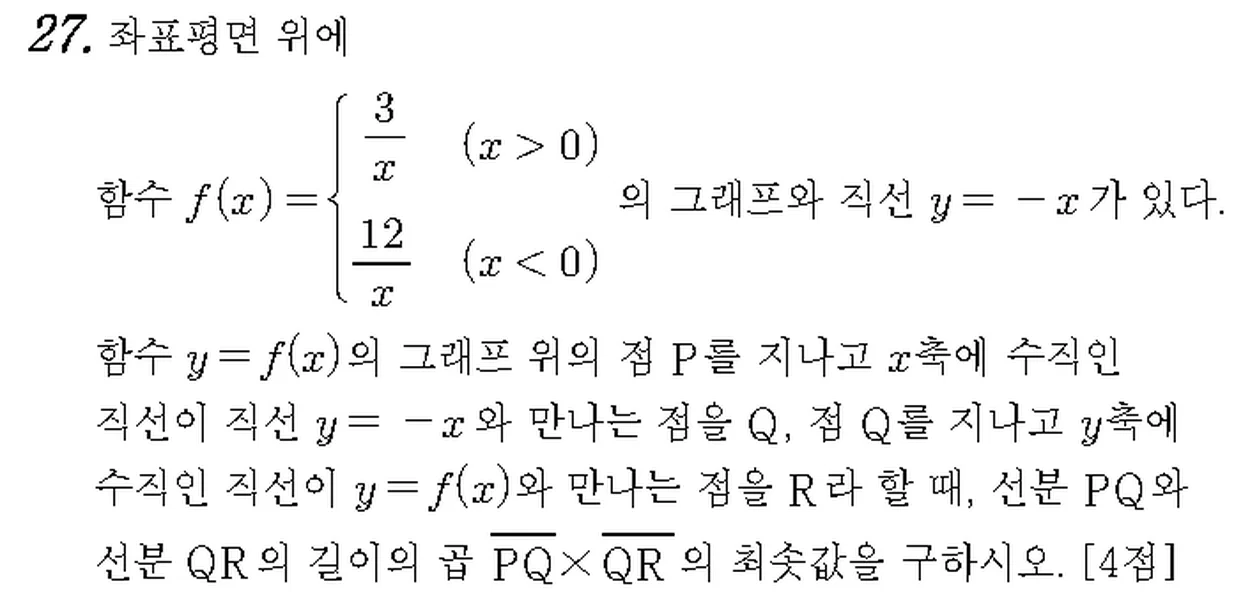 27. 좌표평면 위에
함수 f(x) = { 3/x (x > 0), 12/x (x < 0) 의 그래프와 직선 y = -x가 있다.
함수 y = f(x)의 그래프 위의 점 P를 지나고 x축에 수직인
직선이 직선 y = -x와 만나는 점을 Q, 점 Q를 지나고 y축에
수직인 직선이 y = f(x)와 만나는 점을 R라 할 때, 선분 PQ와
선분 QR의 길이의 곱 P̅Q̅×Q̅R̅의 최솟값을 구하시오. [4점]